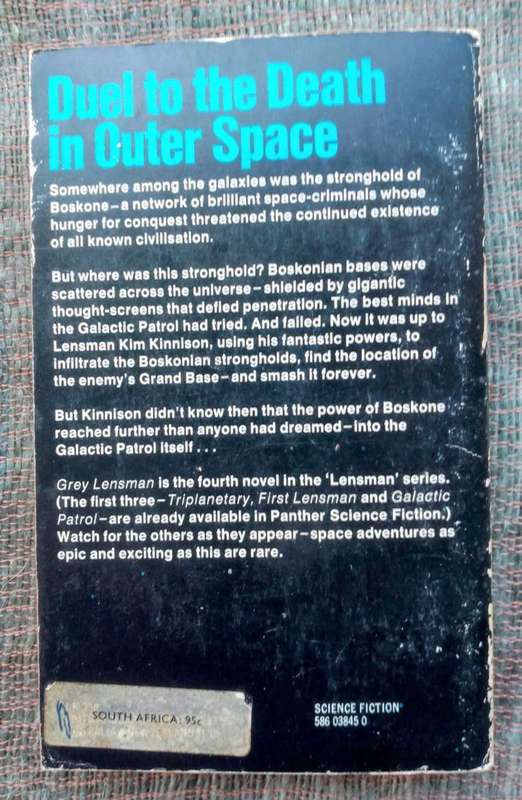 Duel to the Death
in Outer Space
Somewhere among the galaxies was the stronghold of
Boskone–a network of brilliant space-criminals whose
hunger for conquest threatened the continued existence
of all known civilisation.
But where was this stronghold? Boskonian bases were
scattered across the universe–shielded by gigantic
thought-screens that defied penetration. The best minds in
the Galactic Patrol had tried. And failed. Now it was up to
Lensman Kim Kinnison, using his fantastic powers, to
infiltrate the Boskonian strongholds, find the location of
the enemy's Grand Base–and smash it forever.
But Kinnison didn't know then that the power of Boskone
reached further than anyone had dreamed–into the
Galactic Patrol itself...
Grey Lensman is the fourth novel in the 'Lensman' series.
(The first three–Triplanetary, First Lensman and Galactic
Patrol–are already available in Panther Science Fiction.)
Watch for the others as they appear–space adventures as
epic and exciting as this are rare.
SOUTH AFRICA: 95c
SCIENCE FICTION
586 03845 0